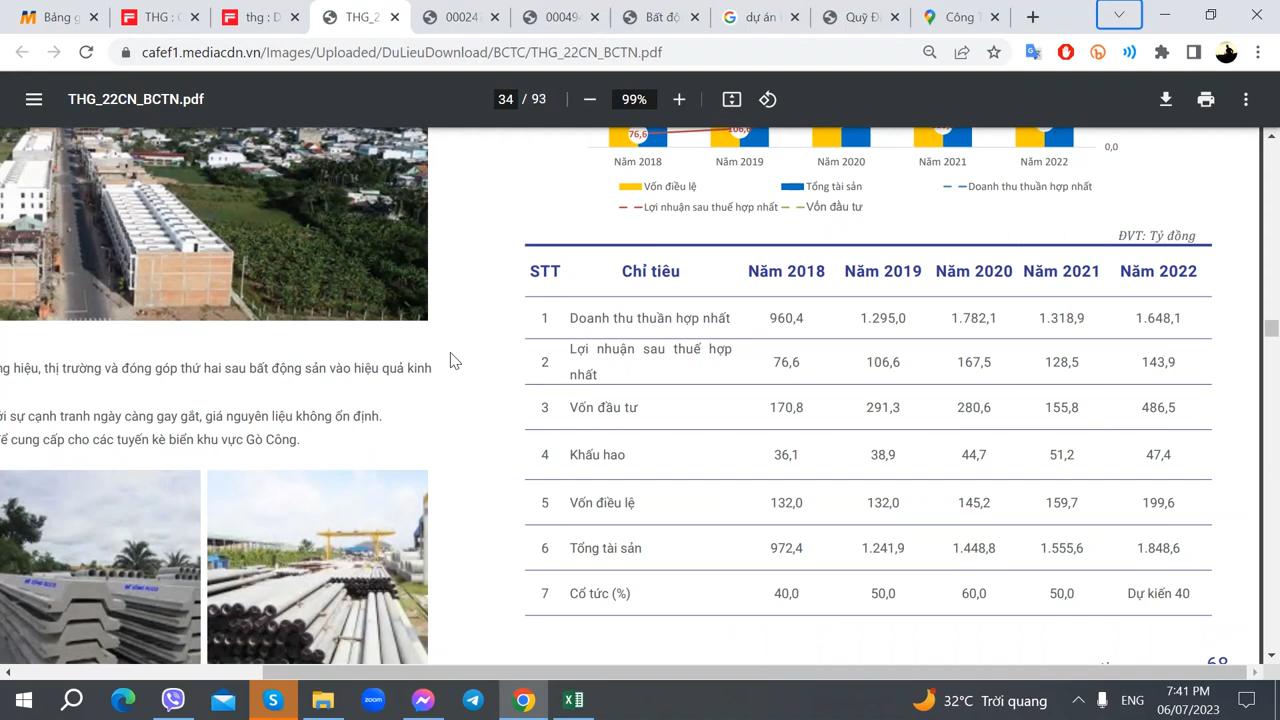 Bảng g
THG : C
thg : D
THG_2
00024
00049
Bất độ
dự án
Quỹ Đ
Công T
cafef1.mediacdn.vn/Images/Uploaded/DuLieuDownload/BCTC/THG_22CN_BCTN.pdf
THG_22CN_BCTN.pdf
34 / 93
99%
76,6
106,6
0,0
Năm 2018 Năm 2019 Năm 2020 Năm 2021 Năm 2022
Vốn điều lệ Tổng tài sản Doanh thu thuần hợp nhất
Lợi nhuận sau thuế hợp nhất Vốn đầu tư
ĐVT: Tỷ đồng
STT Chỉ tiêu Năm 2018 Năm 2019 Năm 2020 Năm 2021 Năm 2022
1 Doanh thu thuần hợp nhất 960,4 1.295,0 1.782,1 1.318,9 1.648,1
2 Lợi nhuận sau thuế hợp nhất 76,6 106,6 167,5 128,5 143,9
3 Vốn đầu tư 170,8 291,3 280,6 155,8 486,5
4 Khấu hao 36,1 38,9 44,7 51,2 47,4
5 Vốn điều lệ 132,0 132,0 145,2 159,7 199,6
6 Tổng tài sản 972,4 1.241,9 1.448,8 1.555,6 1.848,6
7 Cổ tức (%) 40,0 50,0 60,0 50,0 Dự kiến 40
68
ng hiệu, thị trường và đóng góp thứ hai sau bất động sản vào hiệu quả kinh
ới sự cạnh tranh ngày càng gay gắt, giá nguyên liệu không ổn định.
ể cung cấp cho các tuyến kè biển khu vực Gò Công.
zoom
32°C Trời quang
ENG
7:41 PM
06/07/2023